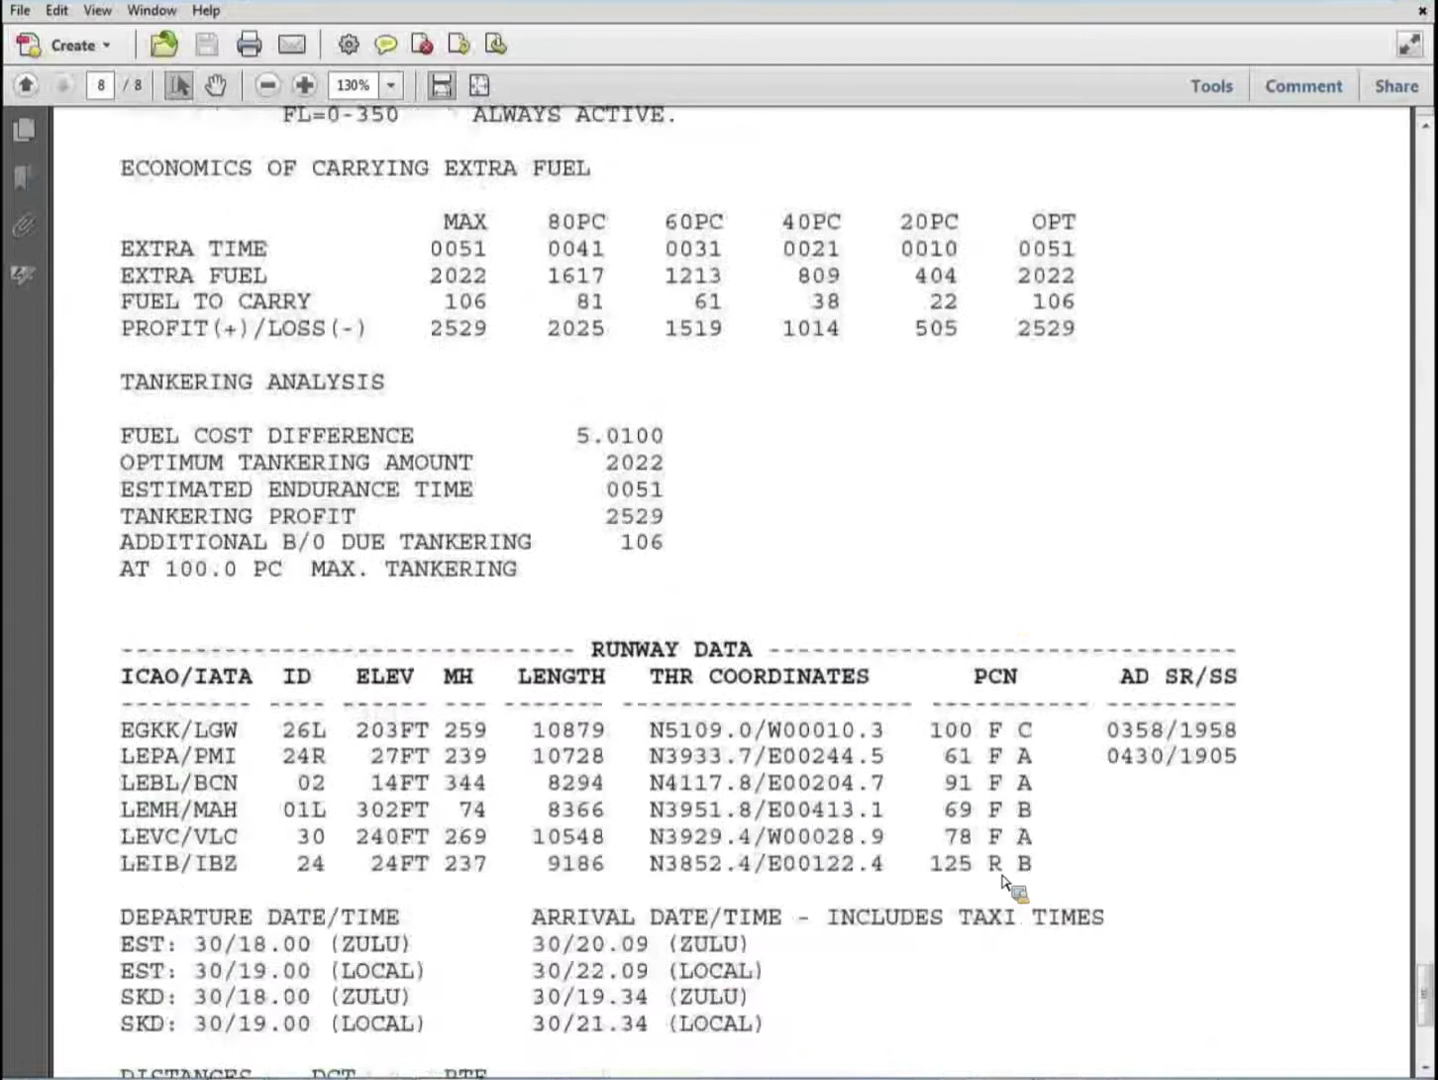 File Edit View Window Help
Create
8 / 8 130% Tools Comment Share
FL=0-350 ALWAYS ACTIVE.
ECONOMICS OF CARRYING EXTRA FUEL
MAX 80PC 60PC 40PC 20PC OPT
EXTRA TIME 0051 0041 0031 0021 0010 0051
EXTRA FUEL 2022 1617 1213 809 404 2022
FUEL TO CARRY 106 81 61 38 22 106
PROFIT(+)/LOSS(-) 2529 2025 1519 1014 505 2529
TANKERING ANALYSIS
FUEL COST DIFFERENCE 5.0100
OPTIMUM TANKERING AMOUNT 2022
ESTIMATED ENDURANCE TIME 0051
TANKERING PROFIT 2529
ADDITIONAL B/O DUE TANKERING 106
AT 100.0 PC MAX. TANKERING
------------------------------- RUNWAY DATA --------------------------------
ICAO/IATA ID ELEV MH LENGTH THR COORDINATES PCN AD SR/SS
--------- ---- ------ --- ------- -------------------- ----------- ---------
EGKK/LGW 26L 203FT 259 10879 N5109.0/W00010.3 100 F C 0358/1958
LEPA/PMI 24R 27FT 239 10728 N3933.7/E00244.5 61 F A 0430/1905
LEBL/BCN 02 14FT 344 8294 N4117.8/E00204.7 91 F A
LEMH/MAH 01L 302FT 74 8366 N3951.8/E00413.1 69 F B
LEVC/VLC 30 240FT 269 10548 N3929.4/W00028.9 78 F A
LEIB/IBZ 24 24FT 237 9186 N3852.4/E00122.4 125 R B
DEPARTURE DATE/TIME ARRIVAL DATE/TIME - INCLUDES TAXI TIMES
EST: 30/18.00 (ZULU) 30/20.09 (ZULU)
EST: 30/19.00 (LOCAL) 30/22.09 (LOCAL)
SKD: 30/18.00 (ZULU) 30/19.34 (ZULU)
SKD: 30/19.00 (LOCAL) 30/21.34 (LOCAL)
DISTANCES DCT RTE